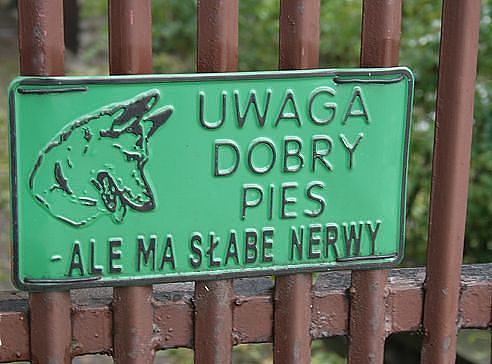 UWAGA
DOBRY
PIES
-ALE MA SŁABE NERWY